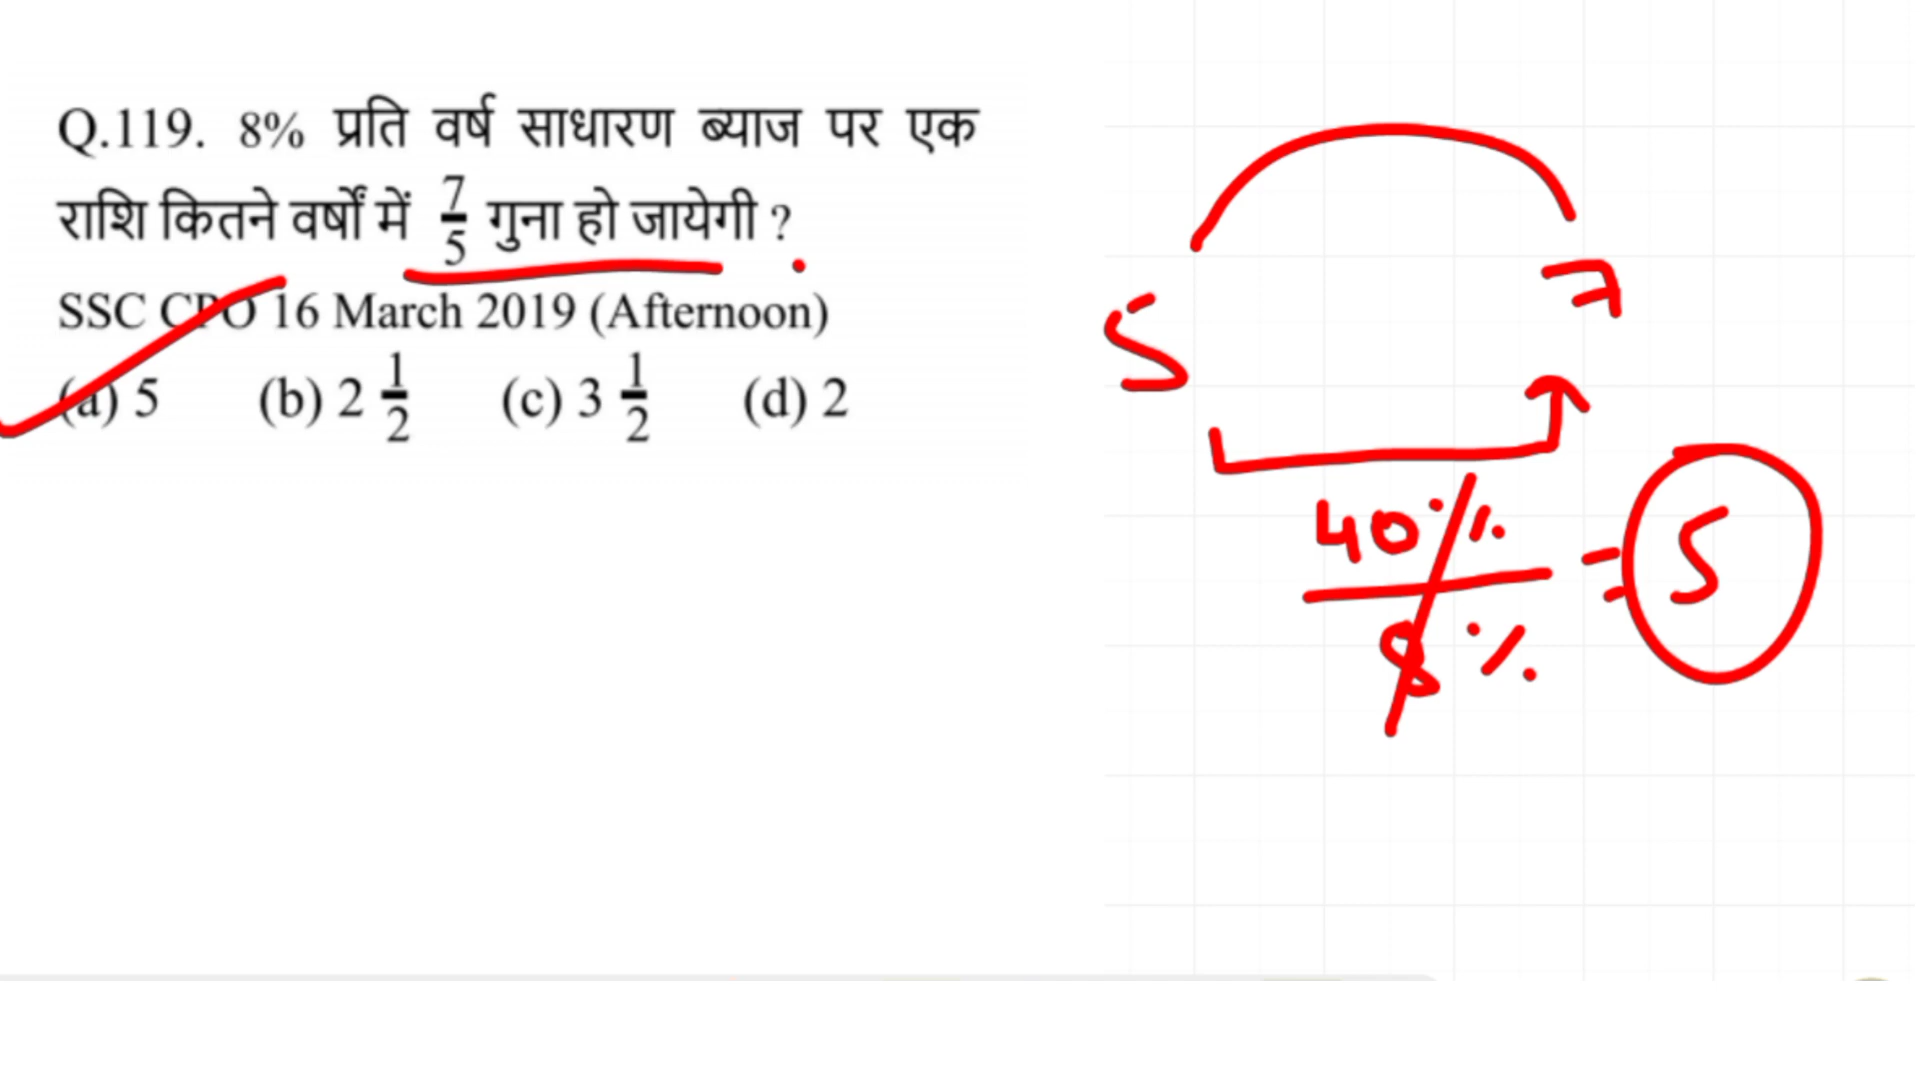 Q.119. 8% प्रति वर्ष साधारण ब्याज पर एक
राशि कितने वर्षों में 7/5 गुना हो जायेगी ?
SSC CPO 16 March 2019 (Afternoon)
(a) 5 (b) 2 1/2 (c) 3 1/2 (d) 2
5 7
40%
8%
= 5